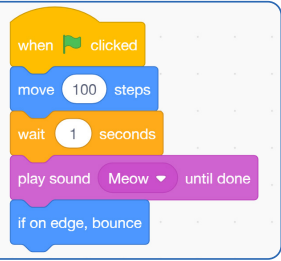 when clicked
move 100 steps
wait 1 seconds
play sound Meow until done
if on edge, bounce